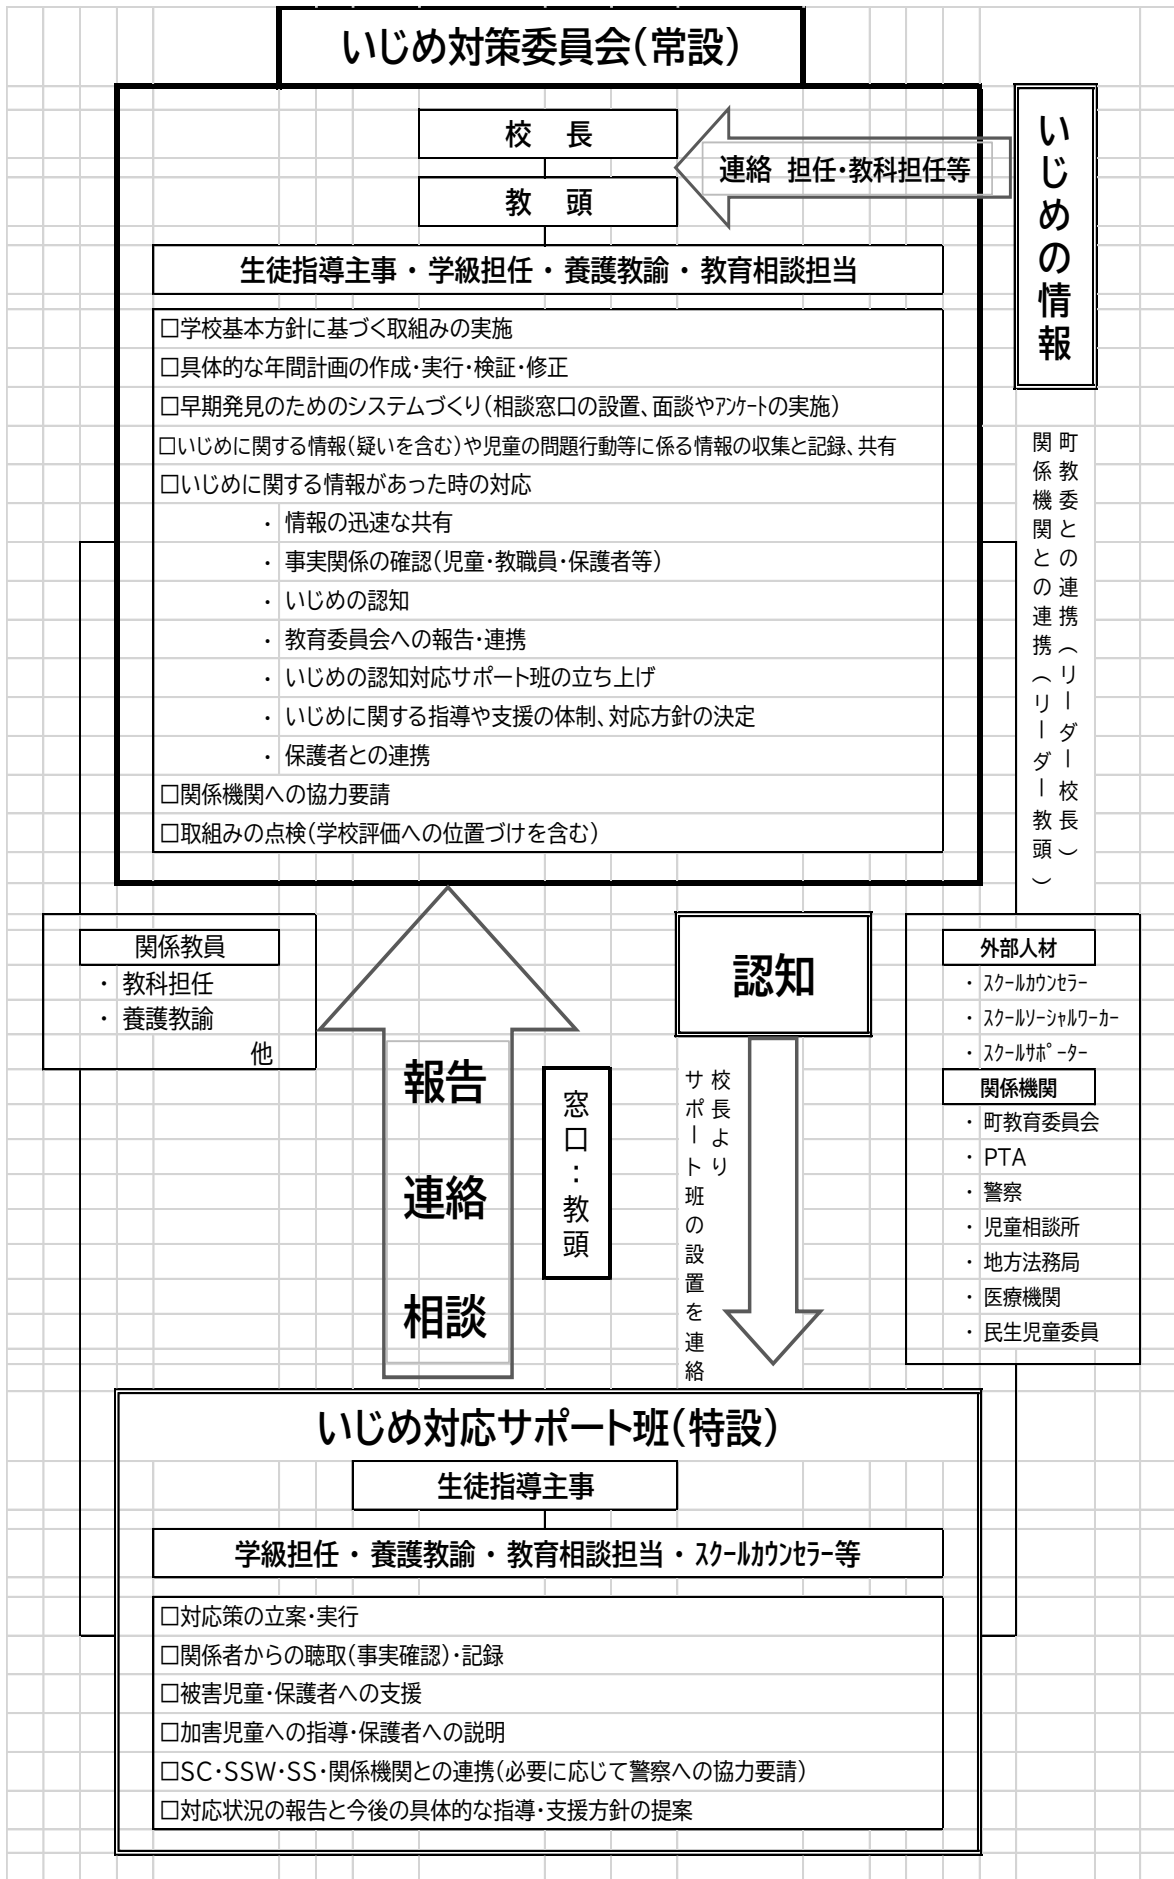 いじめ対策委員会(常設)
校　長
教　頭
連絡 担任・教科担任等
いじめの情報
生徒指導主事 ・ 学級担任 ・ 養護教諭 ・ 教育相談担当
□学校基本方針に基づく取組みの実施
□具体的な年間計画の作成・実行・検証・修正
□早期発見のためのシステムづくり(相談窓口の設置、面談やｱﾝｹｰﾄの実施)
□いじめに関する情報(疑いを含む)や児童の問題行動等に係る情報の収集と記録、共有
□いじめに関する情報があった時の対応
・ 情報の迅速な共有
・ 事実関係の確認(児童・教職員・保護者等)
・ いじめの認知
・ 教育委員会への報告・連携
・ いじめの認知対応サポート班の立ち上げ
・ いじめに関する指導や支援の体制、対応方針の決定
・ 保護者との連携
□関係機関への協力要請
□取組みの点検(学校評価への位置づけを含む)
町教委との連携(リーダー校長)
関係機関との連携(リーダー教頭)
関係教員
・ 教科担任
・ 養護教諭
他
報告
連絡
相談
窓口:教頭
認知
校長より
サポート班の設置を連絡
外部人材
・ ｽｸｰﾙｶｳﾝｾﾗｰ
・ ｽｸｰﾙｿｰｼｬﾙﾜｰｶｰ
・ ｽｸｰﾙｻﾎﾟｰﾀｰ
関係機関
・ 町教育委員会
・ PTA
・ 警察
・ 児童相談所
・ 地方法務局
・ 医療機関
・ 民生児童委員
いじめ対応サポート班(特設)
生徒指導主事
学級担任 ・ 養護教諭 ・ 教育相談担当 ・ ｽｸｰﾙｶｳﾝｾﾗｰ等
□対応策の立案・実行
□関係者からの聴取(事実確認)・記録
□被害児童・保護者への支援
□加害児童への指導・保護者への説明
□SC・SSW・SS・関係機関との連携(必要に応じて警察への協力要請)
□対応状況の報告と今後の具体的な指導・支援方針の提案